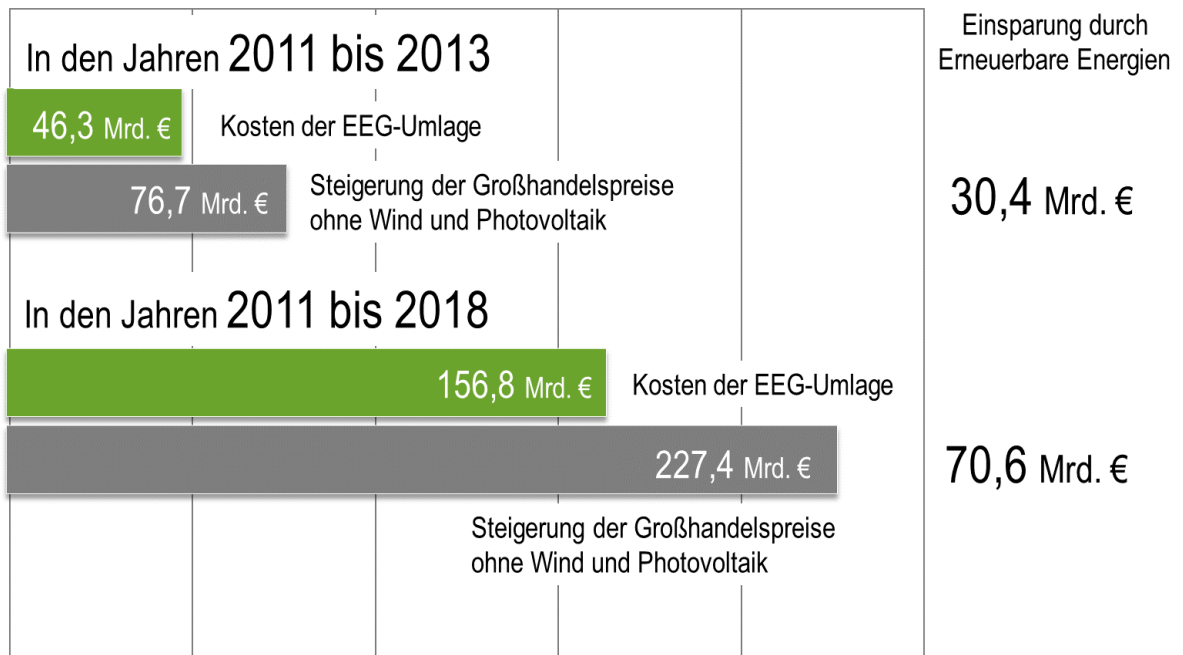 In den Jahren 2011 bis 2013
Einsparung durch
Erneuerbare Energien
46,3 Mrd. €
Kosten der EEG-Umlage
76,7 Mrd. €
Steigerung der Großhandelspreise
ohne Wind und Photovoltaik
30,4 Mrd. €
In den Jahren 2011 bis 2018
156,8 Mrd. €
Kosten der EEG-Umlage
227,4 Mrd. €
70,6 Mrd. €
Steigerung der Großhandelspreise
ohne Wind und Photovoltaik